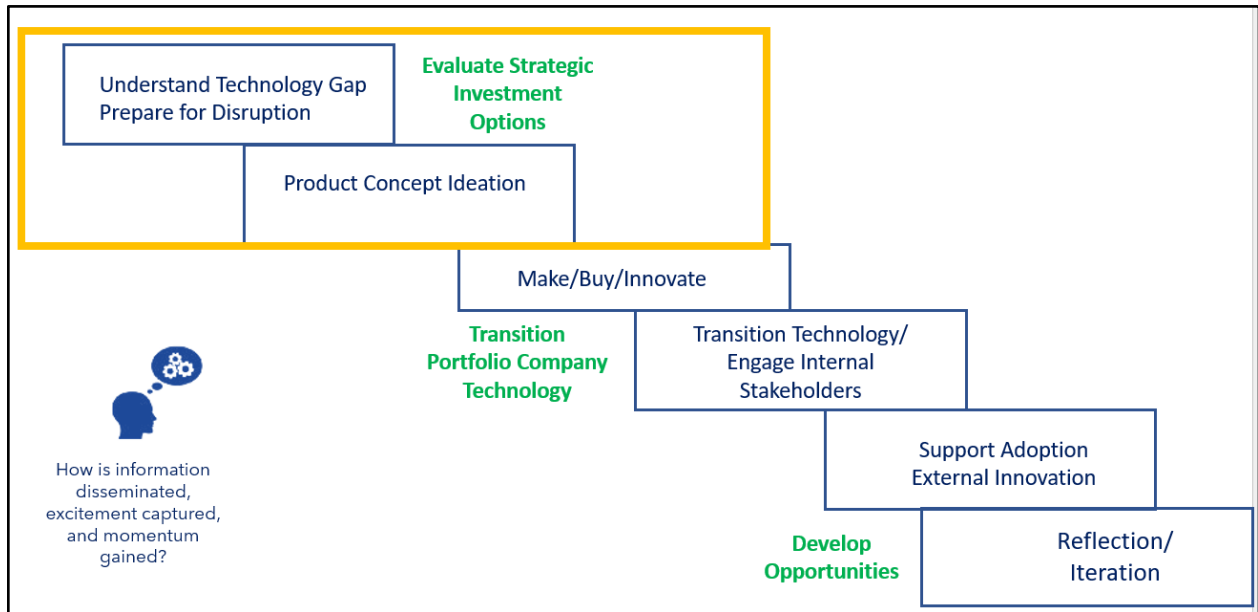 Understand Technology Gap
Prepare for Disruption
Evaluate Strategic
Investment
Options
Product Concept Ideation
Make/Buy/Innovate
Transition
Portfolio Company
Technology
Transition Technology/
Engage Internal
Stakeholders
How is information
disseminated,
excitement captured,
and momentum
gained?
Support Adoption
External Innovation
Develop
Opportunities
Reflection/
Iteration